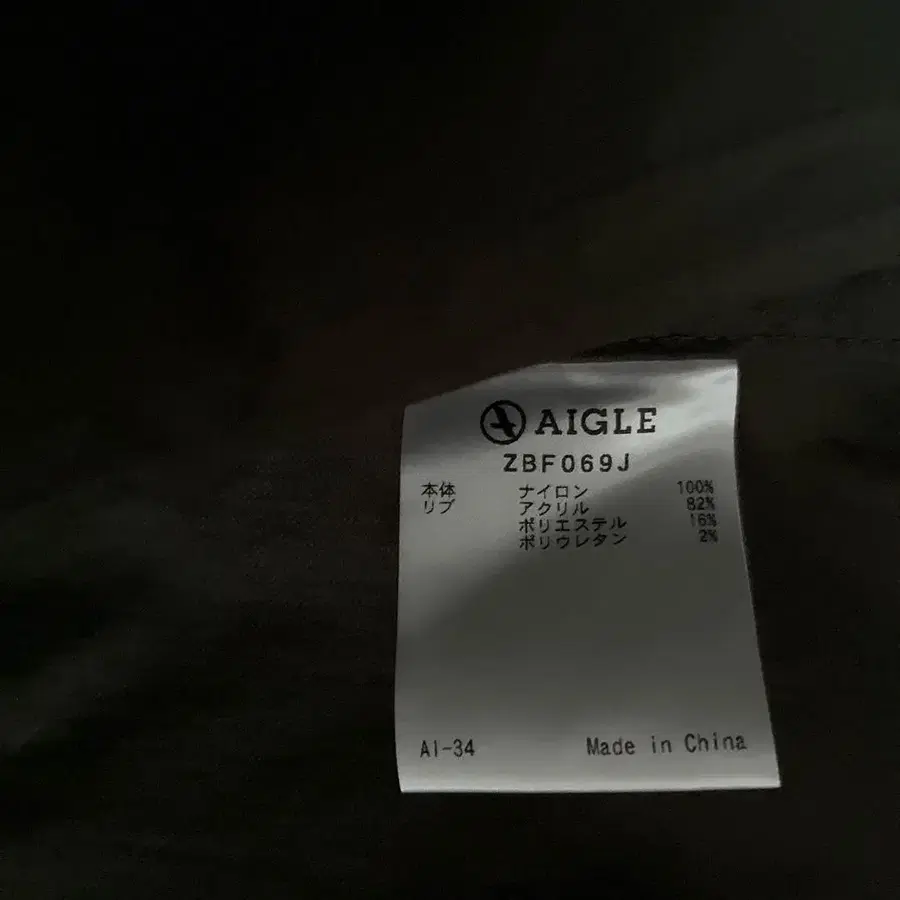 AIGLE
ZBF069J
本体 ナイロン 100%
リブ アクリル 82%
ポリエステル 16%
ポリウレタン 2%
AI-34 Made in China